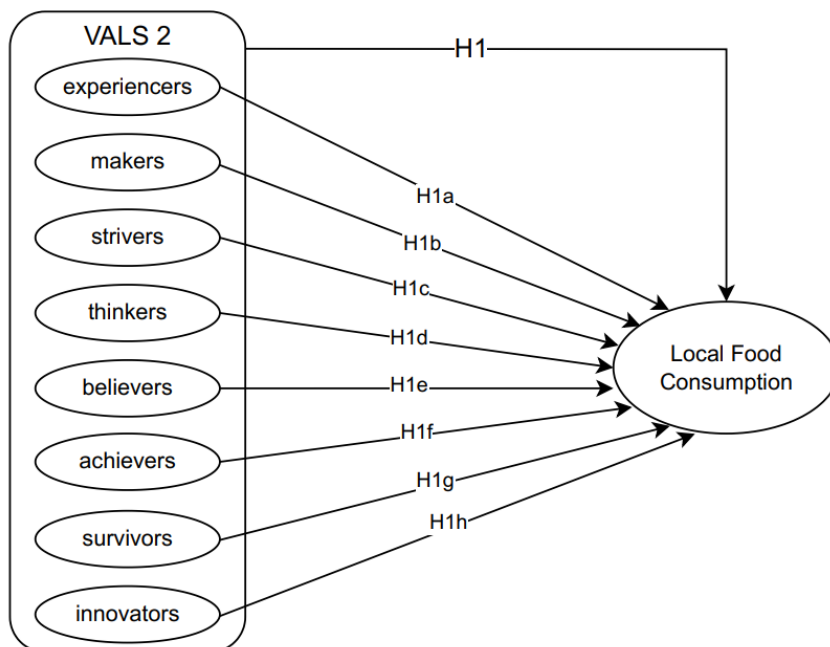 VALS 2
H1
experiencers
makers
strivers
thinkers
believers
achievers
survivors
innovators
H1a
H1b
H1c
H1d
H1e
H1f
H1g
H1h
Local Food
Consumption